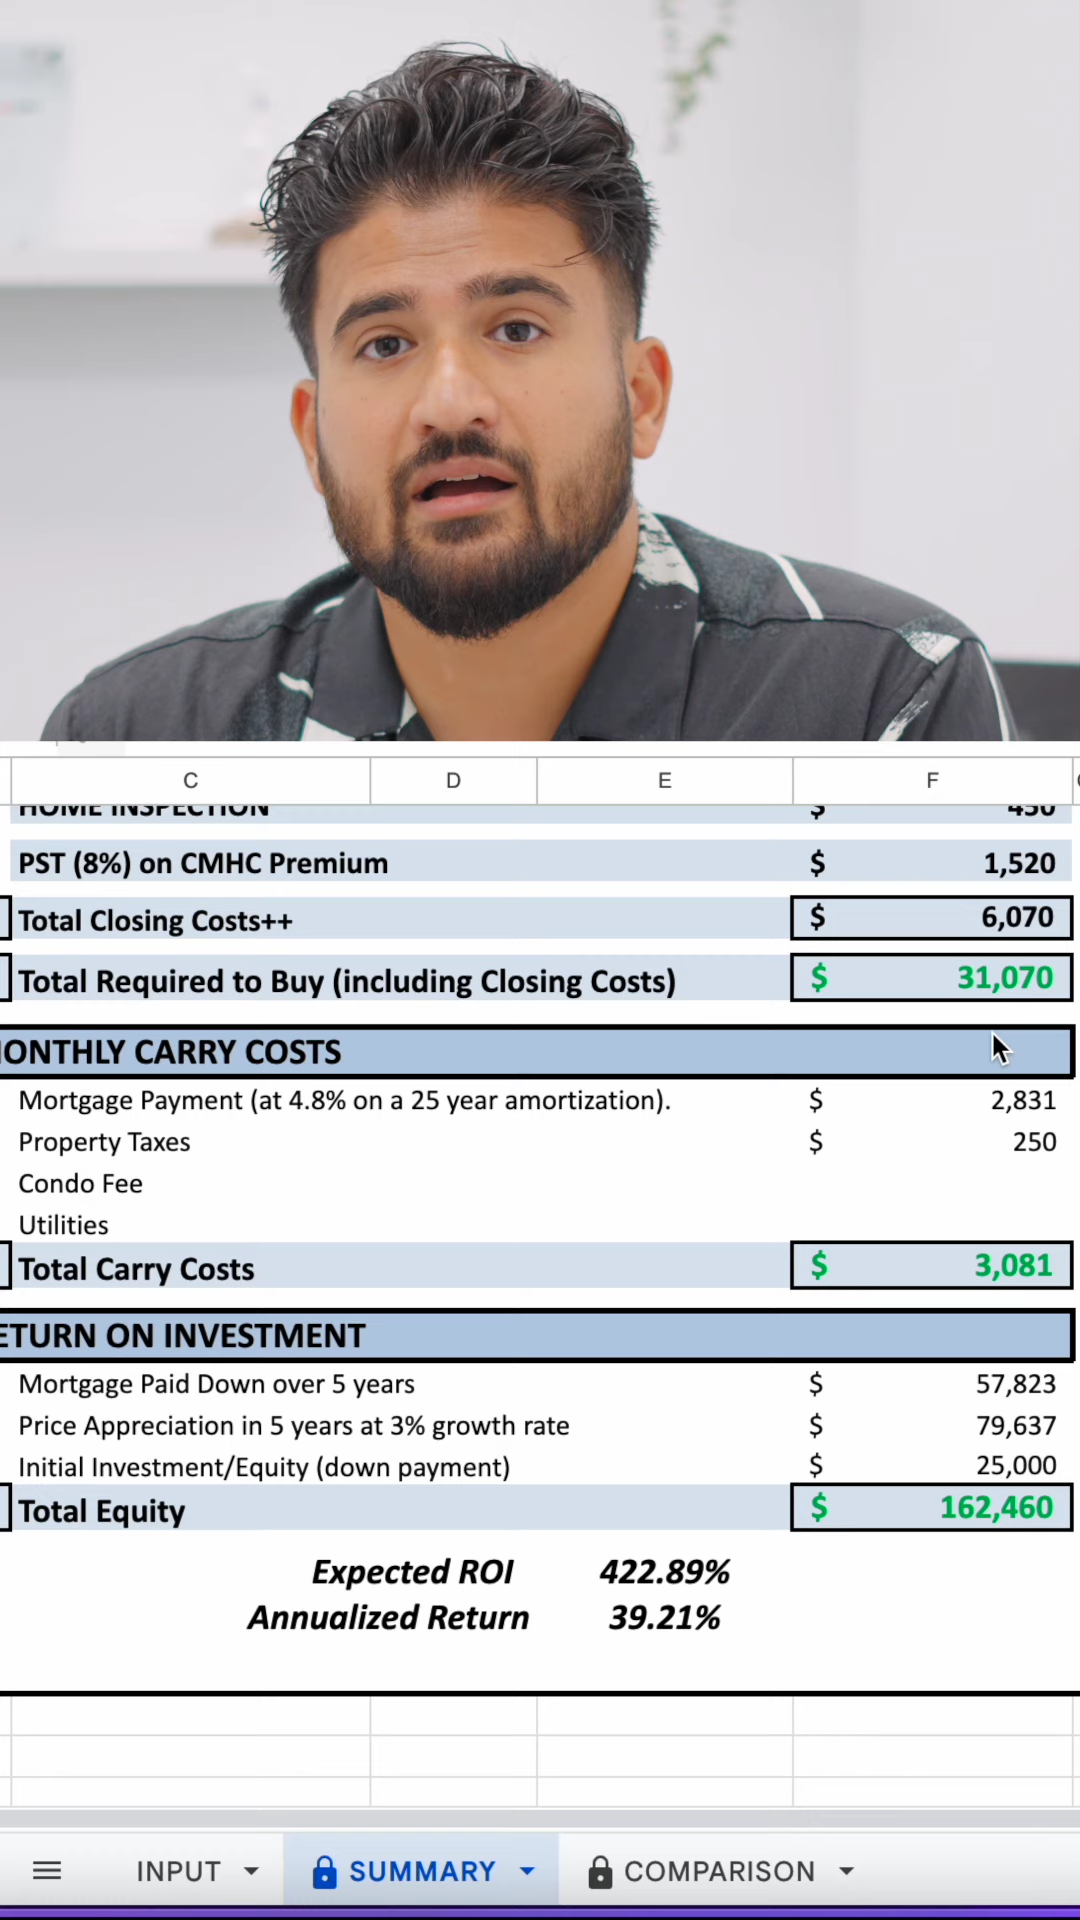 C D E F
HOME INSPECTION $ 450
PST (8%) on CMHC Premium $ 1,520
Total Closing Costs++ $ 6,070
Total Required to Buy (including Closing Costs) $ 31,070
MONTHLY CARRY COSTS
Mortgage Payment (at 4.8% on a 25 year amortization). $ 2,831
Property Taxes $ 250
Condo Fee
Utilities
Total Carry Costs $ 3,081
ETURN ON INVESTMENT
Mortgage Paid Down over 5 years $ 57,823
Price Appreciation in 5 years at 3% growth rate $ 79,637
Initial Investment/Equity (down payment) $ 25,000
Total Equity $ 162,460
Expected ROI 422.89%
Annualized Return 39.21%
INPUT SUMMARY COMPARISON